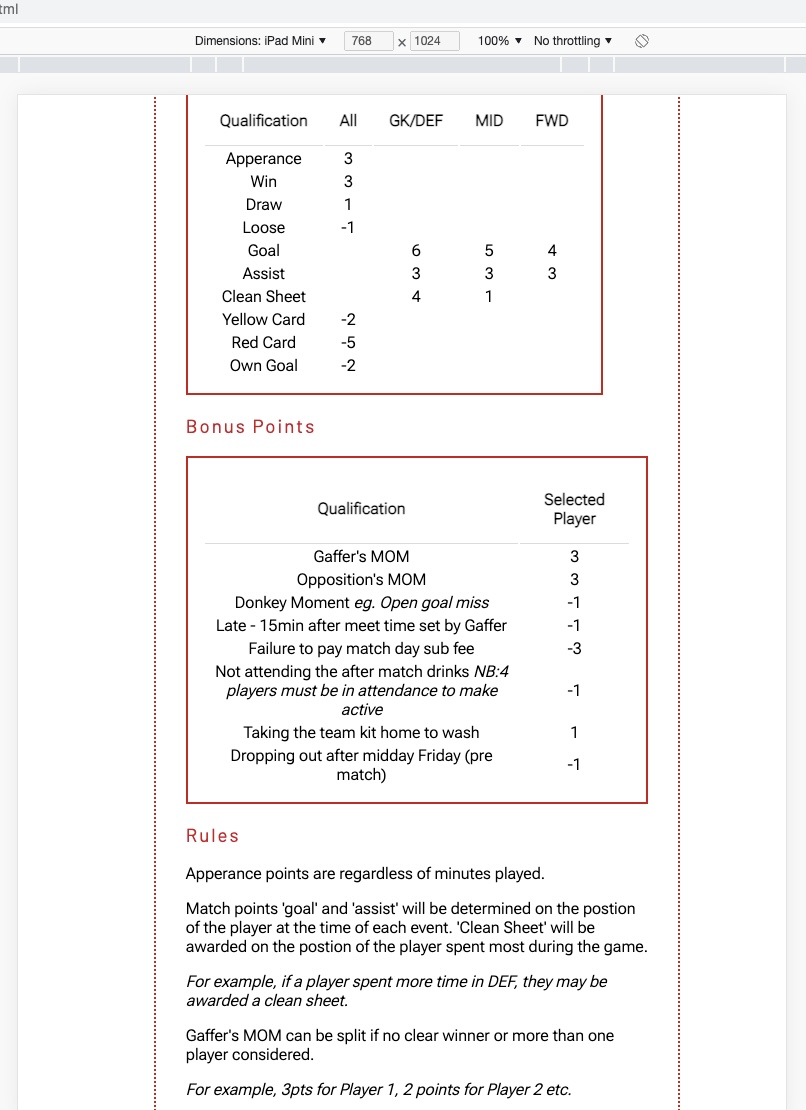 tml
Dimensions: iPad Mini ▼ 768 × 1024 100% ▼ No throttling ▼
Qualification All GK/DEF MID FWD
Apperance 3
Win 3
Draw 1
Loose -1
Goal 6 5 4
Assist 3 3 3
Clean Sheet 4 1
Yellow Card -2
Red Card -5
Own Goal -2
Bonus Points
Qualification Selected
Player
Gaffer's MOM 3
Opposition's MOM 3
Donkey Moment eg. Open goal miss -1
Late - 15min after meet time set by Gaffer -1
Failure to pay match day sub fee -3
Not attending the after match drinks NB:4
players must be in attendance to make -1
active
Taking the team kit home to wash 1
Dropping out after midday Friday (pre
match) -1
Rules
Apperance points are regardless of minutes played.
Match points 'goal' and 'assist' will be determined on the postion
of the player at the time of each event. 'Clean Sheet' will be
awarded on the postion of the player spent most during the game.
For example, if a player spent more time in DEF, they may be
awarded a clean sheet.
Gaffer's MOM can be split if no clear winner or more than one
player considered.
For example, 3pts for Player 1, 2 points for Player 2 etc.